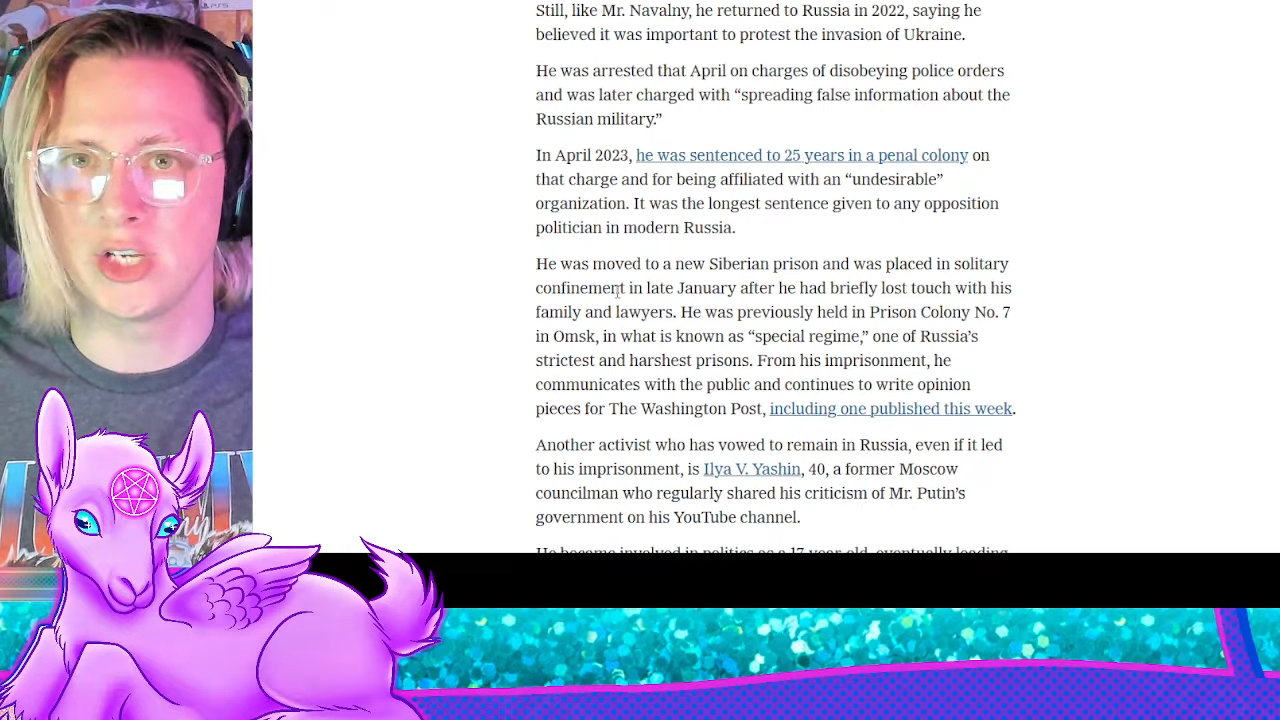 Still, like Mr. Navalny, he returned to Russia in 2022, saying he
believed it was important to protest the invasion of Ukraine.
He was arrested that April on charges of disobeying police orders
and was later charged with “spreading false information about the
Russian military.”
In April 2023, he was sentenced to 25 years in a penal colony on
that charge and for being affiliated with an “undesirable”
organization. It was the longest sentence given to any opposition
politician in modern Russia.
He was moved to a new Siberian prison and was placed in solitary
confinement in late January after he had briefly lost touch with his
family and lawyers. He was previously held in Prison Colony No. 7
in Omsk, in what is known as “special regime,” one of Russia’s
strictest and harshest prisons. From his imprisonment, he
communicates with the public and continues to write opinion
pieces for The Washington Post, including one published this week.
Another activist who has vowed to remain in Russia, even if it led
to his imprisonment, is Ilya V. Yashin, 40, a former Moscow
councilman who regularly shared his criticism of Mr. Putin’s
government on his YouTube channel.
He became involved in politics as a 17-year-old, eventually leading